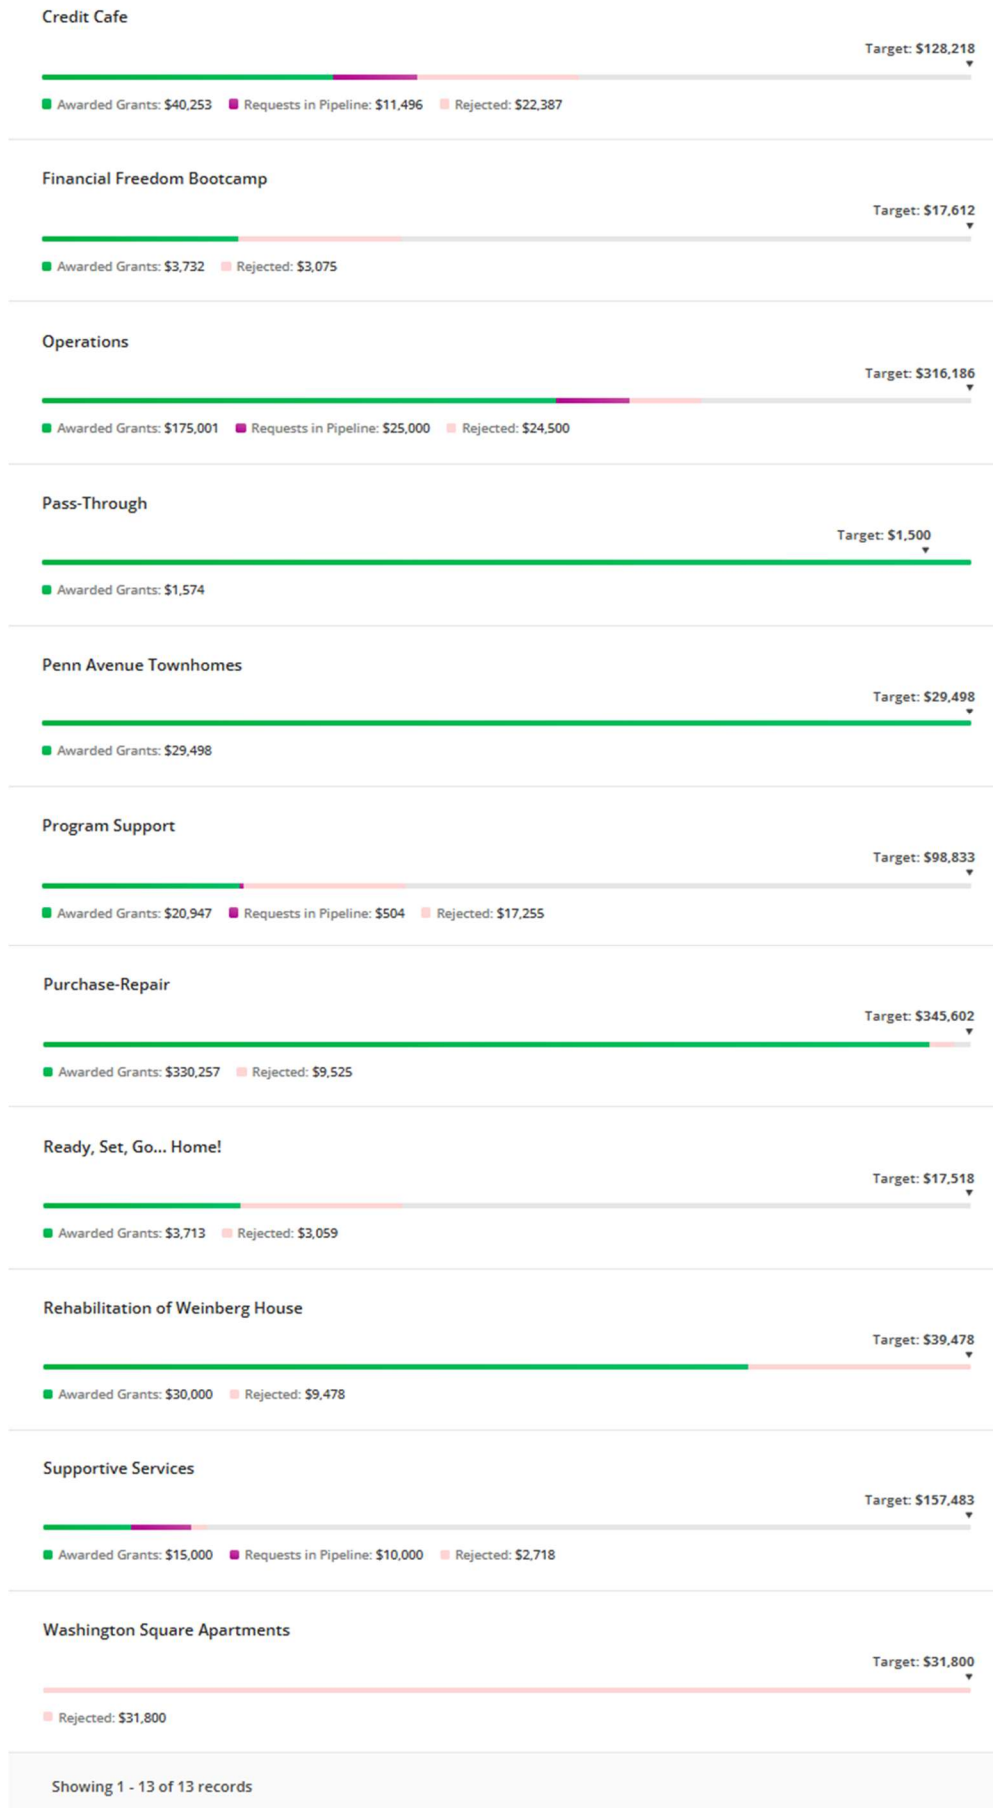 Credit Cafe
Target: $128,218
Awarded Grants: $40,253 Requests in Pipeline: $11,496 Rejected: $22,387
Financial Freedom Bootcamp
Target: $17,612
Awarded Grants: $3,732 Rejected: $3,075
Operations
Target: $316,186
Awarded Grants: $175,001 Requests in Pipeline: $25,000 Rejected: $24,500
Pass-Through
Target: $1,500
Awarded Grants: $1,574
Penn Avenue Townhomes
Target: $29,498
Awarded Grants: $29,498
Program Support
Target: $98,833
Awarded Grants: $20,947 Requests in Pipeline: $504 Rejected: $17,255
Purchase-Repair
Target: $345,602
Awarded Grants: $330,257 Rejected: $9,525
Ready, Set, Go... Home!
Target: $17,518
Awarded Grants: $3,713 Rejected: $3,059
Rehabilitation of Weinberg House
Target: $39,478
Awarded Grants: $30,000 Rejected: $9,478
Supportive Services
Target: $157,483
Awarded Grants: $15,000 Requests in Pipeline: $10,000 Rejected: $2,718
Washington Square Apartments
Target: $31,800
Rejected: $31,800
Showing 1 - 13 of 13 records